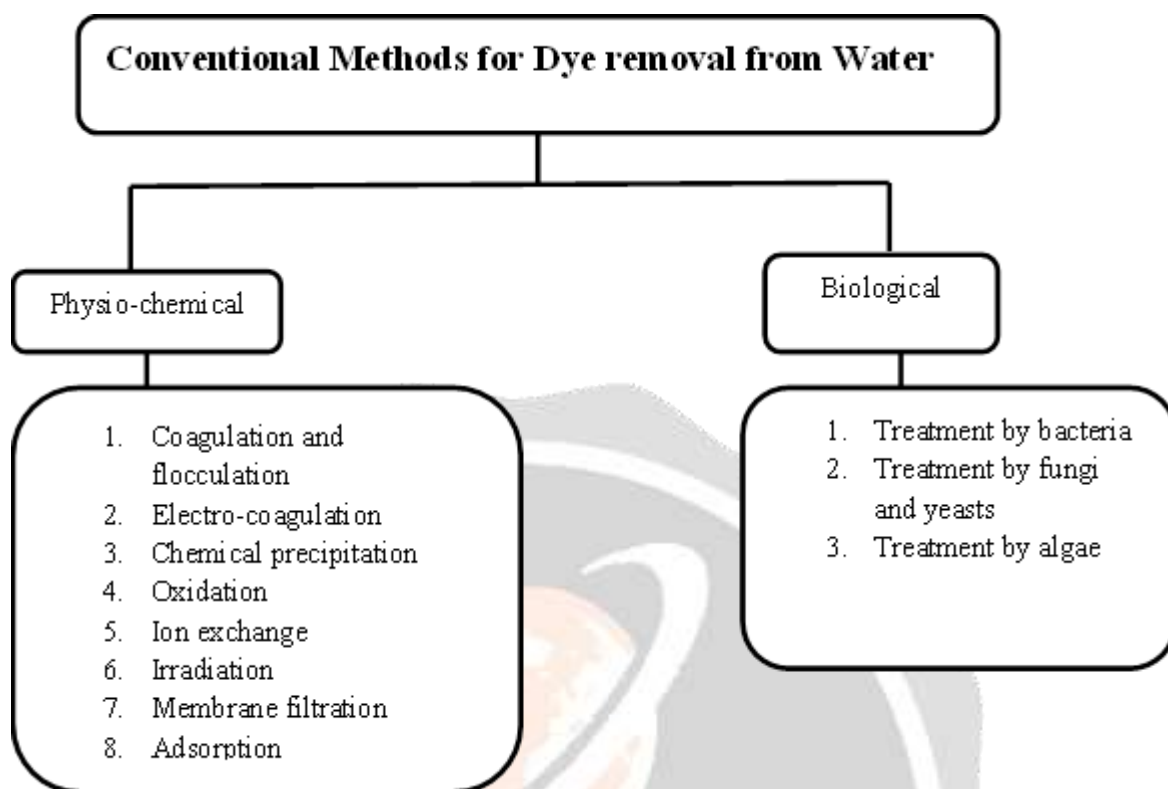 Conventional Methods for Dye removal from Water
Physio-chemical
Biological
1. Coagulation and
flocculation
2. Electro-coagulation
3. Chemical precipitation
4. Oxidation
5. Ion exchange
6. Irradiation
7. Membrane filtration
8. Adsorption
1. Treatment by bacteria
2. Treatment by fungi
and yeasts
3. Treatment by algae